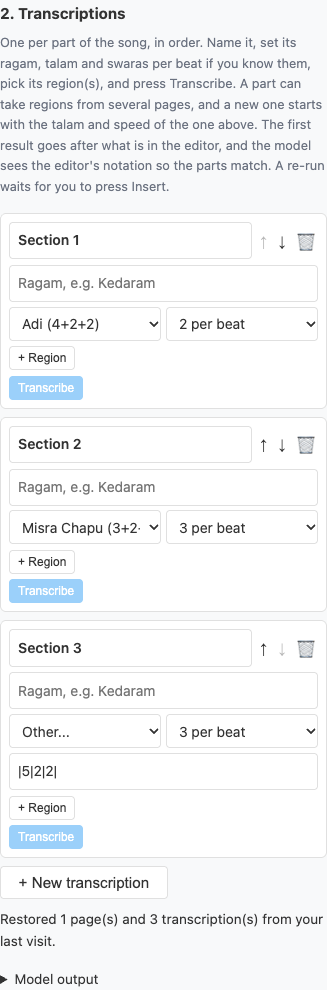 2. Transcriptions
One per part of the song, in order. Name it, set its
ragam, talam and swaras per beat if you know them,
pick its region(s), and press Transcribe. A part can
take regions from several pages, and a new one starts
with the talam and speed of the one above. The first
result goes after what is in the editor, and the model
sees the editor's notation so the parts match. A re-run
waits for you to press Insert.
Section 1 ↑ ↓
Ragam, e.g. Kedaram
Adi (4+2+2) 2 per beat
+ Region
Transcribe
Section 2 ↑ ↓
Ragam, e.g. Kedaram
Misra Chapu (3+2· 3 per beat
+ Region
Transcribe
Section 3 ↑ ↓
Ragam, e.g. Kedaram
Other... 3 per beat
|5|2|2|
+ Region
Transcribe
+ New transcription
Restored 1 page(s) and 3 transcription(s) from your
last visit.
▶ Model output